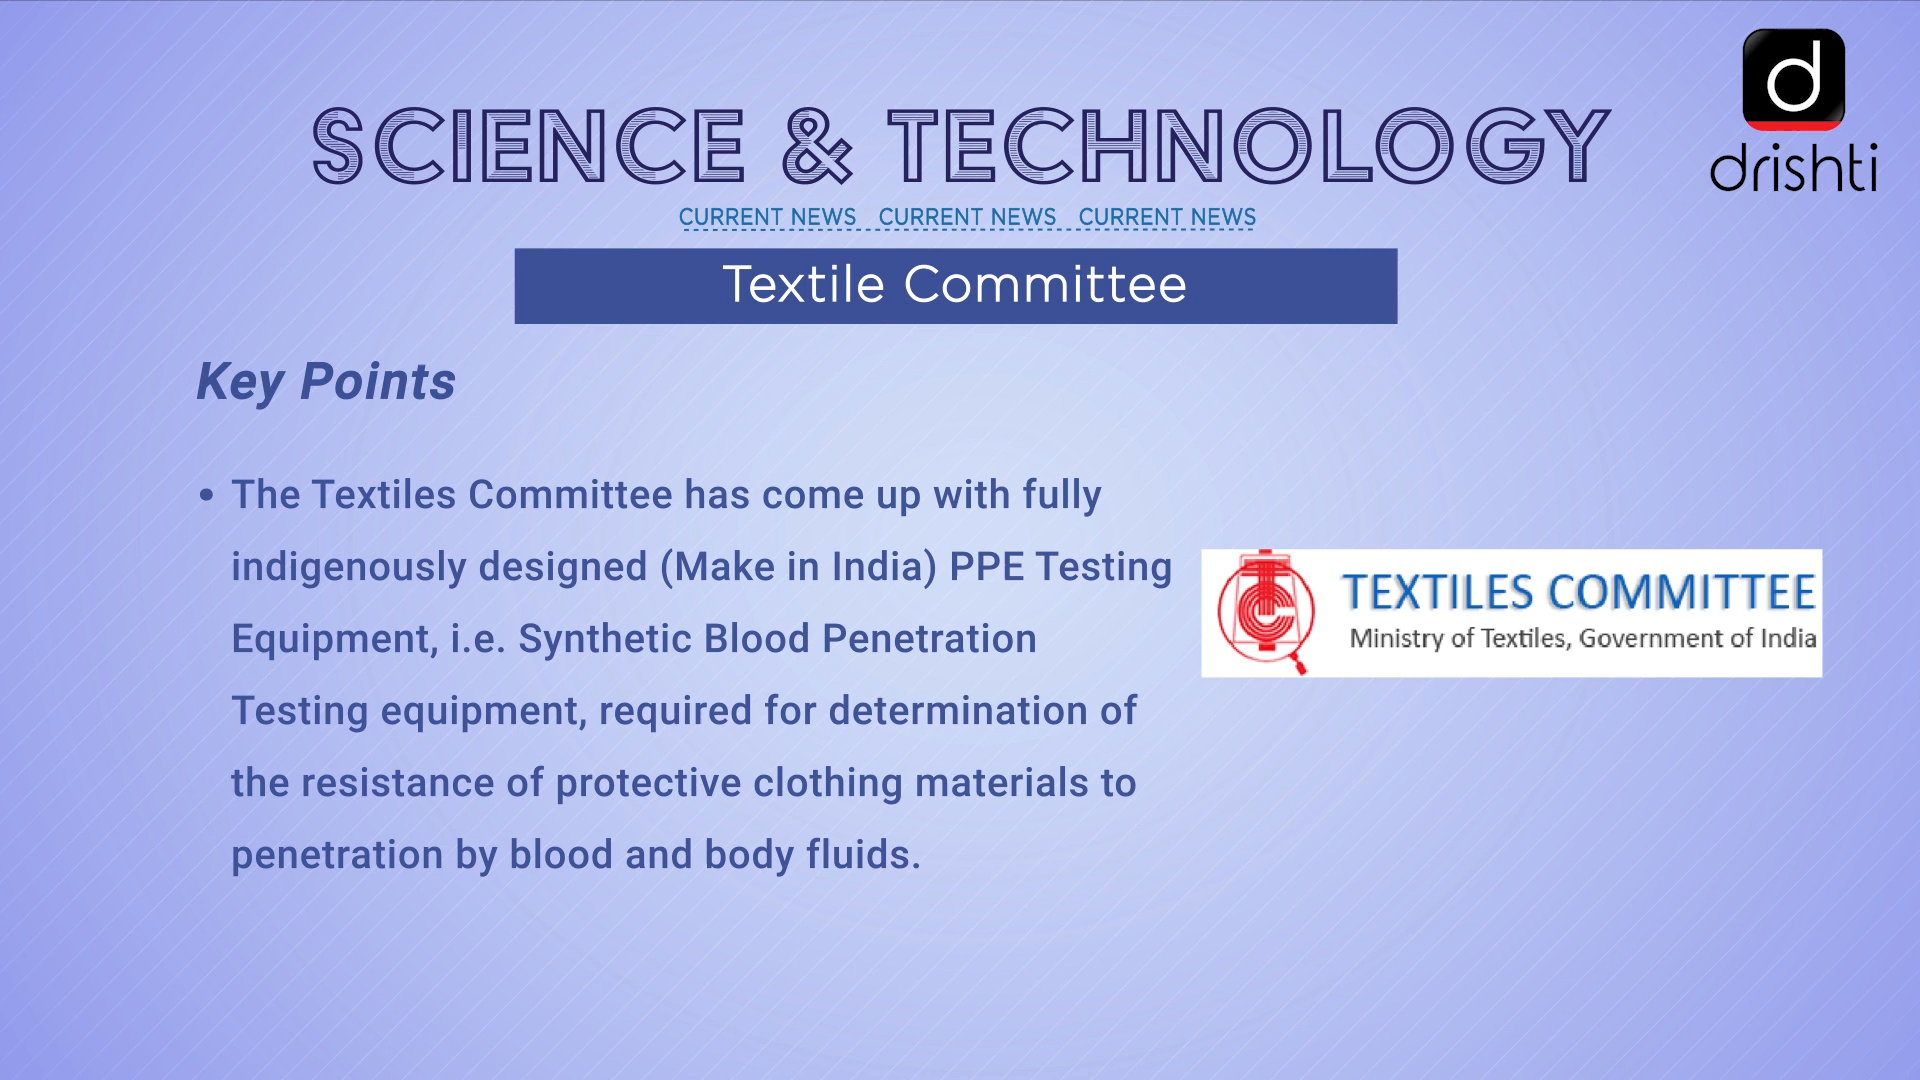 SCIENCE & TECHNOLOGY
d
drishti
CURRENT NEWS CURRENT NEWS CURRENT NEWS
Textile Committee
Key Points
• The Textiles Committee has come up with fully
indigenously designed (Make in India) PPE Testing
Equipment, i.e. Synthetic Blood Penetration
Testing equipment, required for determination of
the resistance of protective clothing materials to
penetration by blood and body fluids.
TEXTILES COMMITTEE
Ministry of Textiles, Government of India